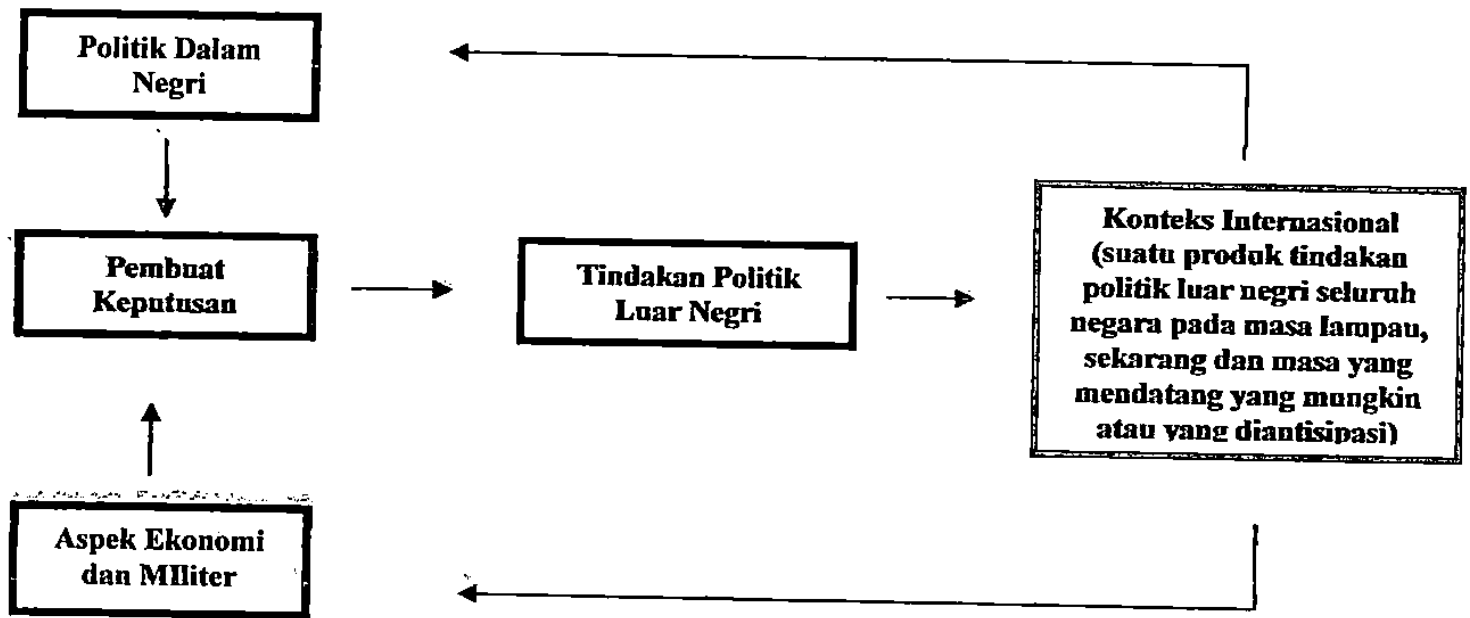 Politik Dalam
Negri
Pembuat
Keputusan
Tindakan Politik
Luar Negri
Konteks Internasional
(suatu produk tindakan
politik luar negri seluruh
negara pada masa lampau,
sekarang dan masa yang
mendatang yang mungkin
atau yang diantisipasi)
Aspek Ekonomi
dan MIliter